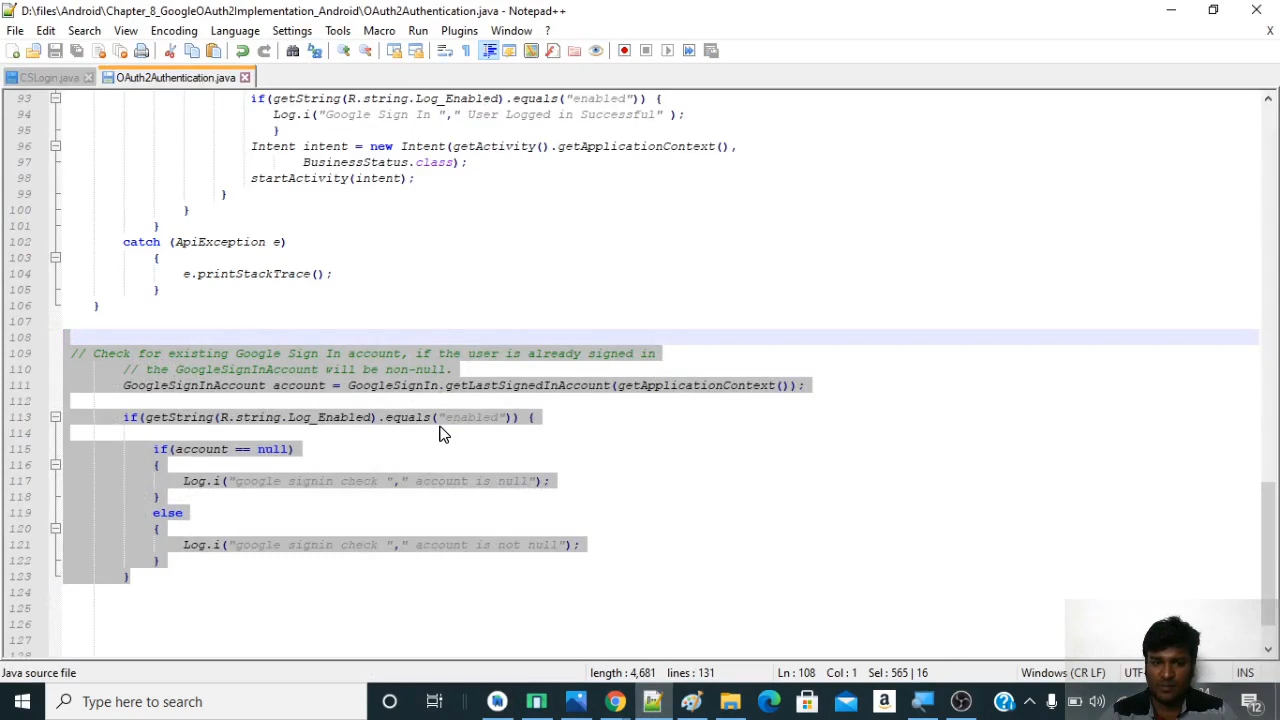 D:\files\Android\Chapter_8_GoogleOAuth2Implementation_Android\OAuth2Authentication.java - Notepad++
File Edit Search View Encoding Language Settings Tools Macro Run Plugins Window ? X
CSLogin.java OAuth2Authentication.java
93 if(getString(R.string.Log_Enabled).equals("enabled")) {
94 Log.i("Google Sign In "," User Logged in Successful" );
95 }
96 Intent intent = new Intent(getActivity().getApplicationContext(),
97 BusinessStatus.class);
98 startActivity(intent);
99 }
100 }
101 }
102 catch (ApiException e)
103 {
104 e.printStackTrace();
105 }
106 }
107
108
109 // Check for existing Google Sign In account, if the user is already signed in
110 // the GoogleSignInAccount will be non-null.
111 GoogleSignInAccount account = GoogleSignIn.getLastSignedInAccount(getApplicationContext());
112
113 if(getString(R.string.Log_Enabled).equals("enabled")) {
114
115 if(account == null)
116 {
117 Log.i("google signin check "," account is null");
118 }
119 else
120 {
121 Log.i("google signin check "," account is not null");
122 }
123 }
124
125
126
127
128
Java source file length : 4,681 lines : 131 Ln : 108 Col : 1 Sel : 565 | 16 Windows (CR LF) INS
Type here to search 12